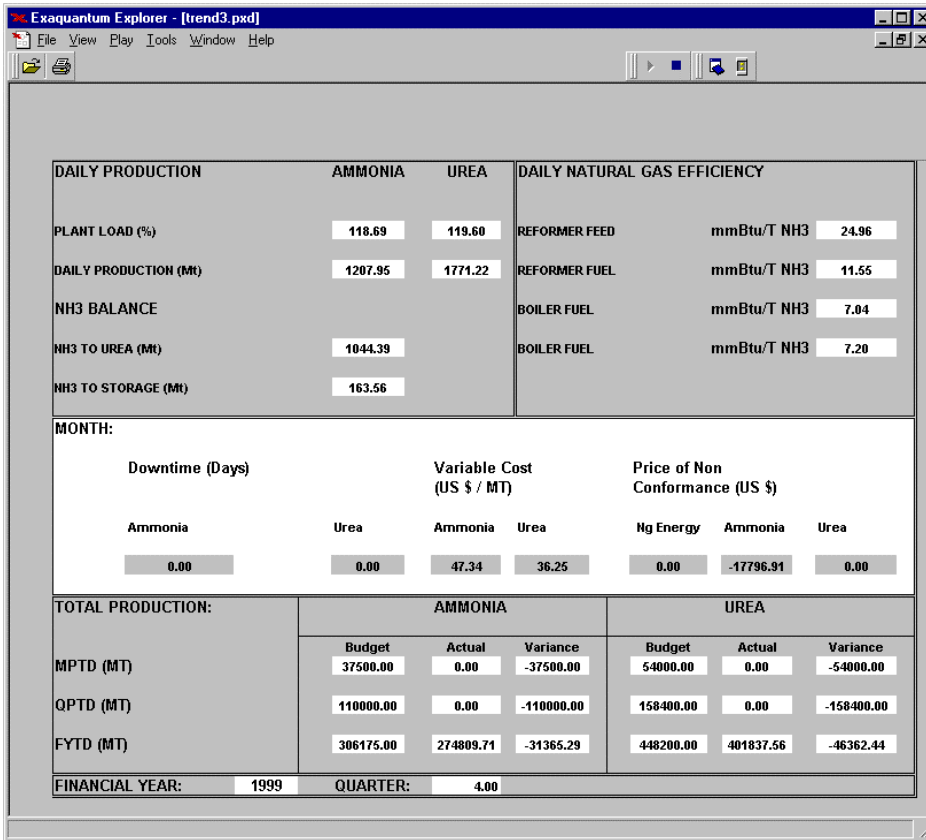 Exaquantum Explorer - [trend3.pxd]
File View Play Tools Window Help
DAILY PRODUCTION AMMONIA UREA DAILY NATURAL GAS EFFICIENCY
PLANT LOAD (%) 118.69 119.60 REFORMER FEED mmBtu/T NH3 24.96
DAILY PRODUCTION (Mt) 1207.95 1771.22 REFORMER FUEL mmBtu/T NH3 11.55
NH3 BALANCE BOILER FUEL mmBtu/T NH3 7.04
NH3 TO UREA (Mt) 1044.39 BOILER FUEL mmBtu/T NH3 7.20
NH3 TO STORAGE (Mt) 163.56
MONTH:
Downtime (Days) Variable Cost Price of Non
(US $ / MT) Conformance (US $)
Ammonia Urea Ammonia Urea Ng Energy Ammonia Urea
0.00 0.00 47.34 36.25 0.00 -17796.91 0.00
TOTAL PRODUCTION: AMMONIA UREA
Budget Actual Variance Budget Actual Variance
MPTD (MT) 37500.00 0.00 -37500.00 54000.00 0.00 -54000.00
QPTD (MT) 110000.00 0.00 -110000.00 158400.00 0.00 -158400.00
FYTD (MT) 306175.00 274809.71 -31365.29 448200.00 401837.56 -46362.44
FINANCIAL YEAR: 1999 QUARTER: 4.00